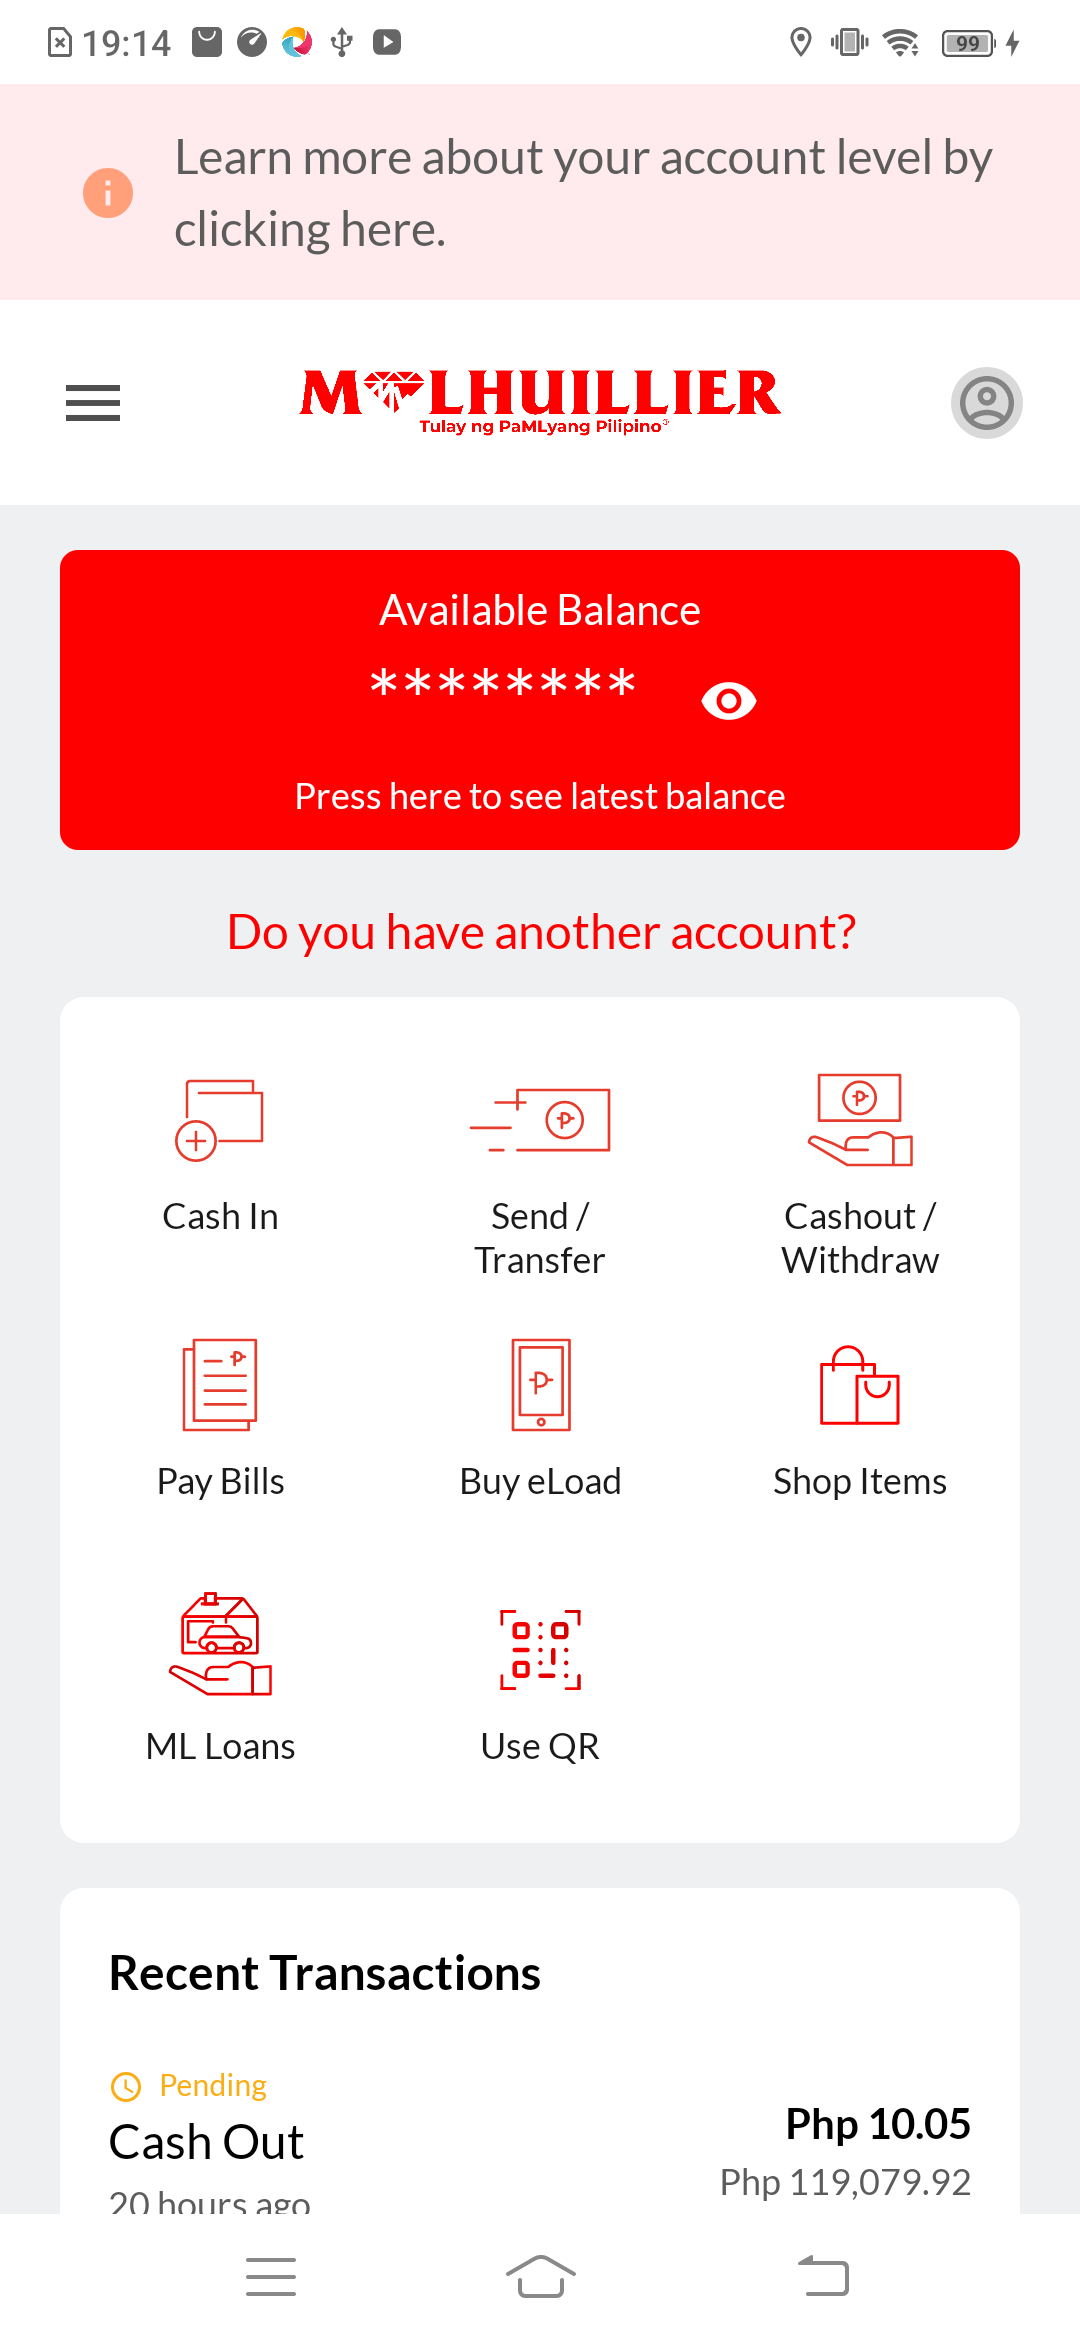 19:14
99
Learn more about your account level by
clicking here.
M LHUILLIER
Tulay ng PaMLyang Pilipino®
Available Balance
********
Press here to see latest balance
Do you have another account?
Cash In
Send /
Transfer
Cashout /
Withdraw
Pay Bills
Buy eLoad
Shop Items
ML Loans
Use QR
Recent Transactions
Pending
Cash Out
Php 10.05
Php 119,079.92
20 hours ago